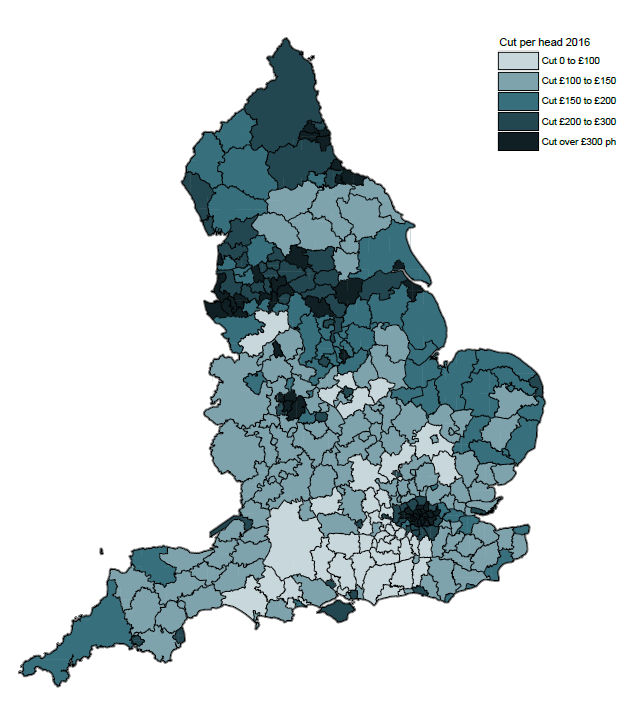 Cut per head 2016
Cut 0 to £100
Cut £100 to £150
Cut £150 to £200
Cut £200 to £300
Cut over £300 ph